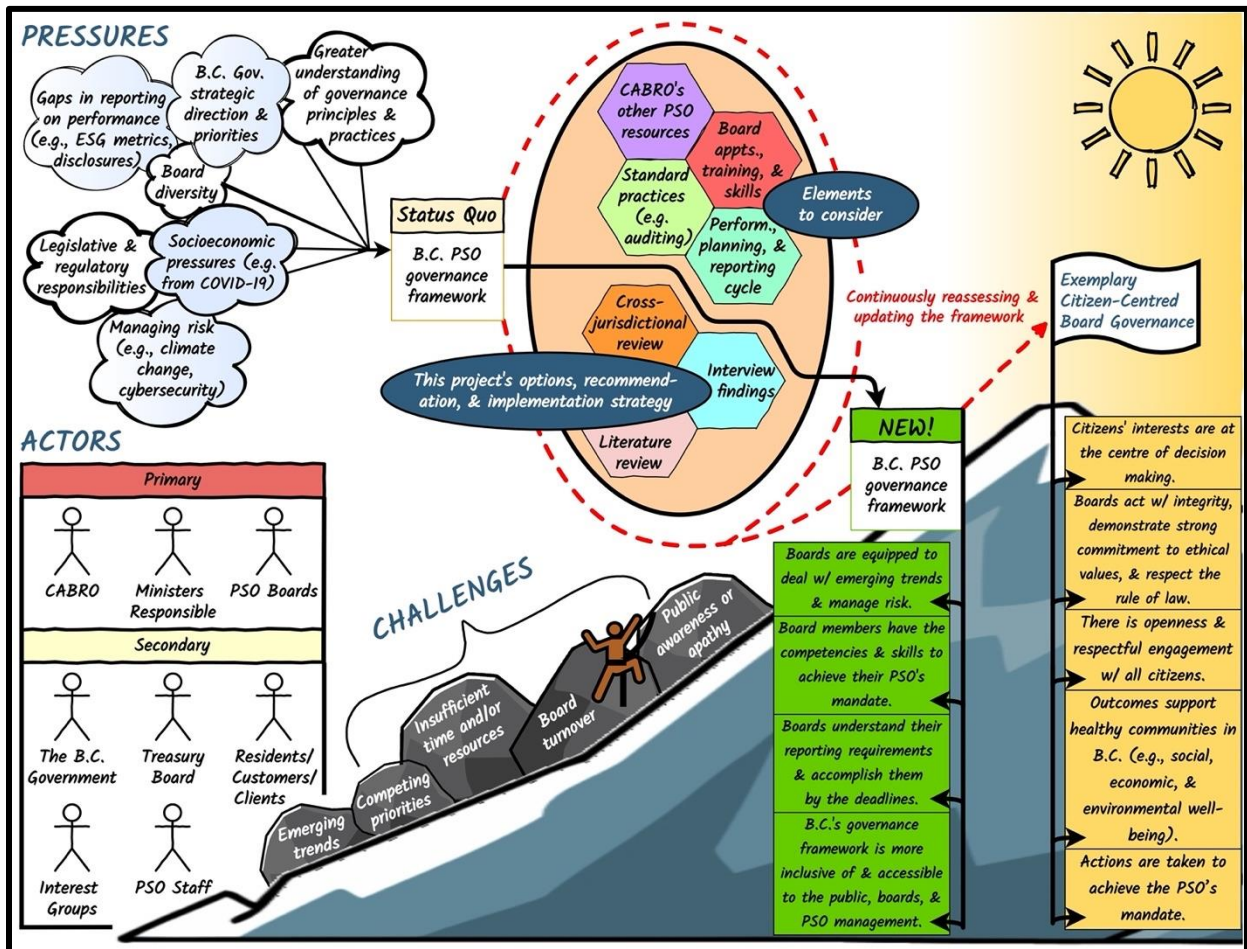 PRESSURES
Gaps in reporting
on performance
(e.g., ESG metrics,
disclosures)
B.C. Gov.
strategic
direction &
priorities
Greater
understanding
of governance
principles &
practices
Board
diversity
Legislative &
regulatory
responsibilities
Socioeconomic
pressures (e.g.
from COVID-19)
Managing risk
(e.g., climate
change,
cybersecurity)
Status Quo
B.C. PSO
governance
framework
CABRO's
other PSO
resources
Board
appts.,
training, &
skills
Standard
practices
(e.g.
auditing)
Perform.,
planning, &
reporting
cycle
Elements
to consider
Cross-
jurisdictional
review
Interview
findings
This project's options, recommend-
ation, & implementation strategy
Literature
review
Continuously reassessing &
updating the framework
NEW!
B.C. PSO
governance
framework
Exemplary
Citizen-Centred
Board Governance
ACTORS
Primary
CABRO
Ministers
Responsible
PSO Boards
Secondary
The B.C.
Government
Treasury
Board
Residents/
Customers/
Clients
Interest
Groups
PSO Staff
CHALLENGES
Emerging
trends
Competing
priorities
Insufficient
time and/or
resources
Board
turnover
Public
awareness or
apathy
Boards are equipped to
deal w/ emerging trends
& manage risk.
Board members have the
competencies & skills to
achieve their PSO's
mandate.
Boards understand their
reporting requirements
& accomplish them
by the deadlines.
B.C.'s governance
framework is more
inclusive of & accessible
to the public, boards, &
PSO management.
Citizens' interests are at
the centre of decision
making.
Boards act w/ integrity,
demonstrate strong
commitment to ethical
values, & respect the
rule of law.
There is openness &
respectful engagement
w/ all citizens.
Outcomes support
healthy communities in
B.C. (e.g., social,
economic, &
environmental well-
being).
Actions are taken to
achieve the PSO's
mandate.